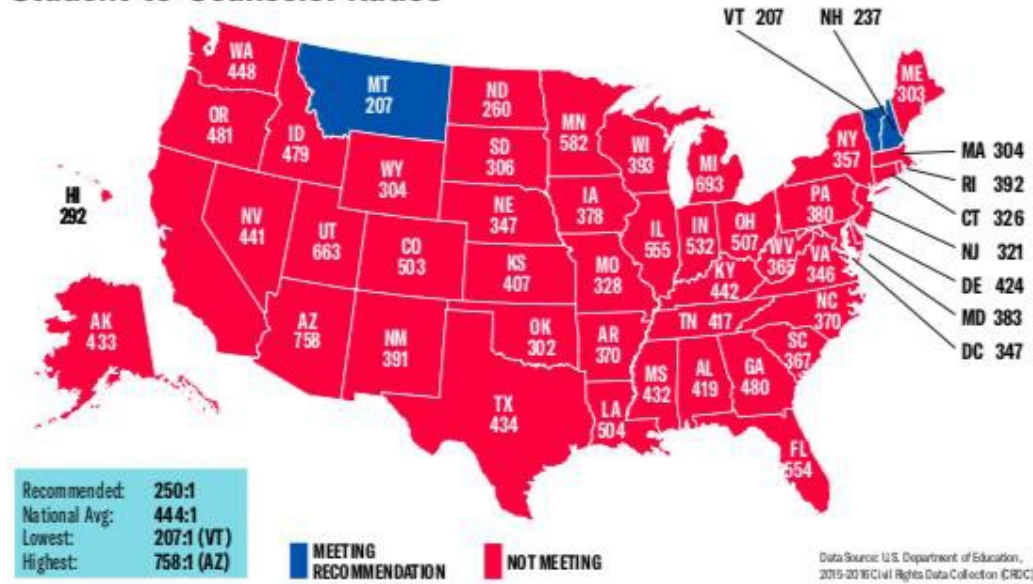 VT 207 NH 237
WA
448
MT
207
ND
260
ME
303
OR
481
ID
479
MN
582
SD
306
WI
393
NY
357
MI
693
MA 304
RI 392
CT 326
NJ 321
DE 424
MD 383
DC 347
HI
292
WY
304
NE
347
IA
378
PA
380
NV
441
UT
663
CO
503
IL
555
IN
532
OH
507
WV
365
VA
346
KS
407
MO
328
KY
442
NC
370
AK
433
AZ
758
NM
391
OK
302
AR
370
TN 417
SC
367
MS
432
AL
419
GA
480
TX
434
LA
504
FL
554
Recommended: 250:1
National Avg: 444:1
Lowest: 207:1 (VT)
Highest: 758:1 (AZ)
MEETING
RECOMMENDATION
NOT MEETING
Data Source: U.S. Department of Education,
2015-2016 Civil Rights Data Collection (CRDC)